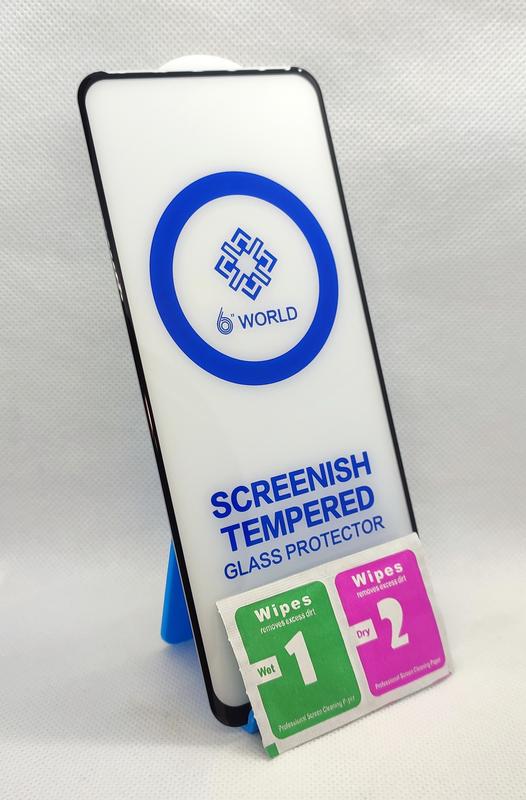 6" WORLD
SCREENISH
TEMPERED
GLASS PROTECTOR
Wipes
removes excess dirt
Wet
1
Professional Screen Cleaning Paper
Wipes
removes excess dirt
Dry
2
Professional Screen Cleaning Paper